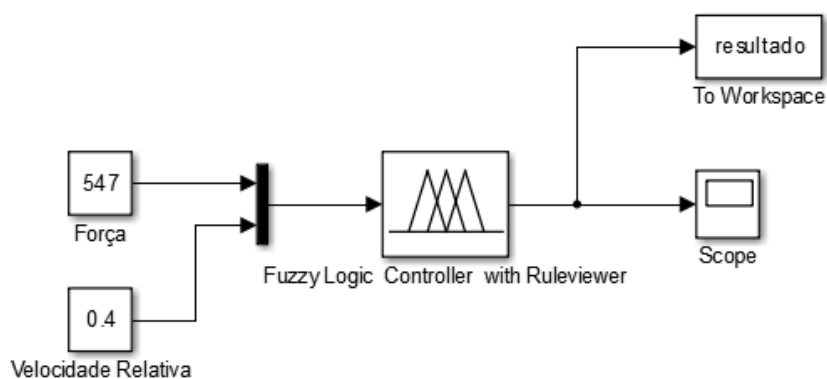 resultado
To Workspace
547
Força
Fuzzy Logic Controller with Ruleviewer
Scope
0.4
Velocidade Relativa